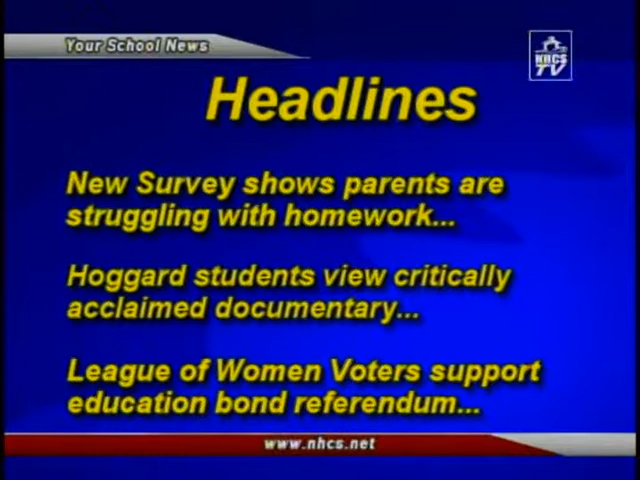 Your School News
NHCS
TV
Headlines
New Survey shows parents are
struggling with homework...
Hoggard students view critically
acclaimed documentary...
League of Women Voters support
education bond referendum...
www.nhcs.net